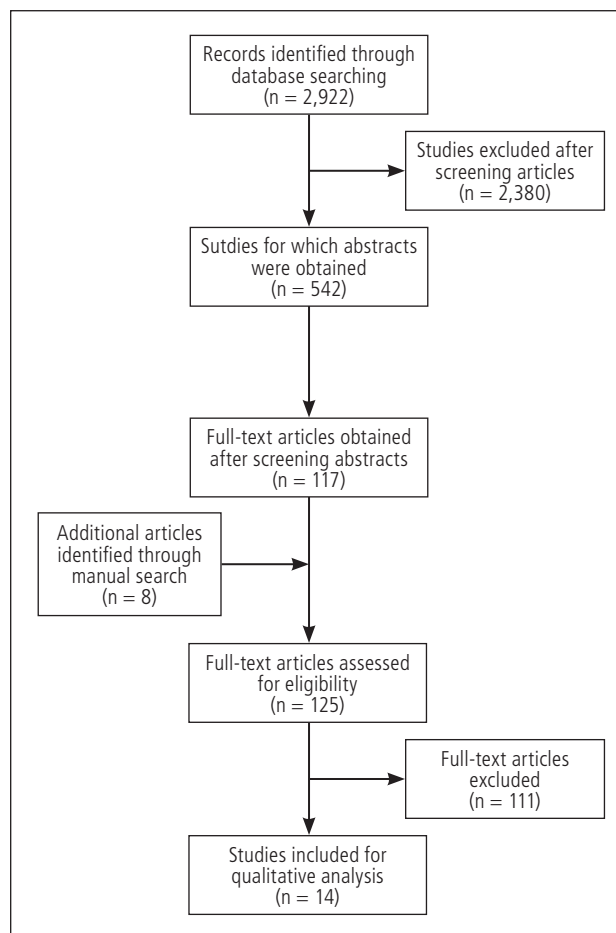 Records identified through
database searching
(n = 2,922)
Studies excluded after
screening articles
(n = 2,380)
Sutdies for which abstracts
were obtained
(n = 542)
Full-text articles obtained
after screening abstracts
(n = 117)
Additional articles
identified through
manual search
(n = 8)
Full-text articles assessed
for eligibility
(n = 125)
Full-text articles
excluded
(n = 111)
Studies included for
qualitative analysis
(n = 14)